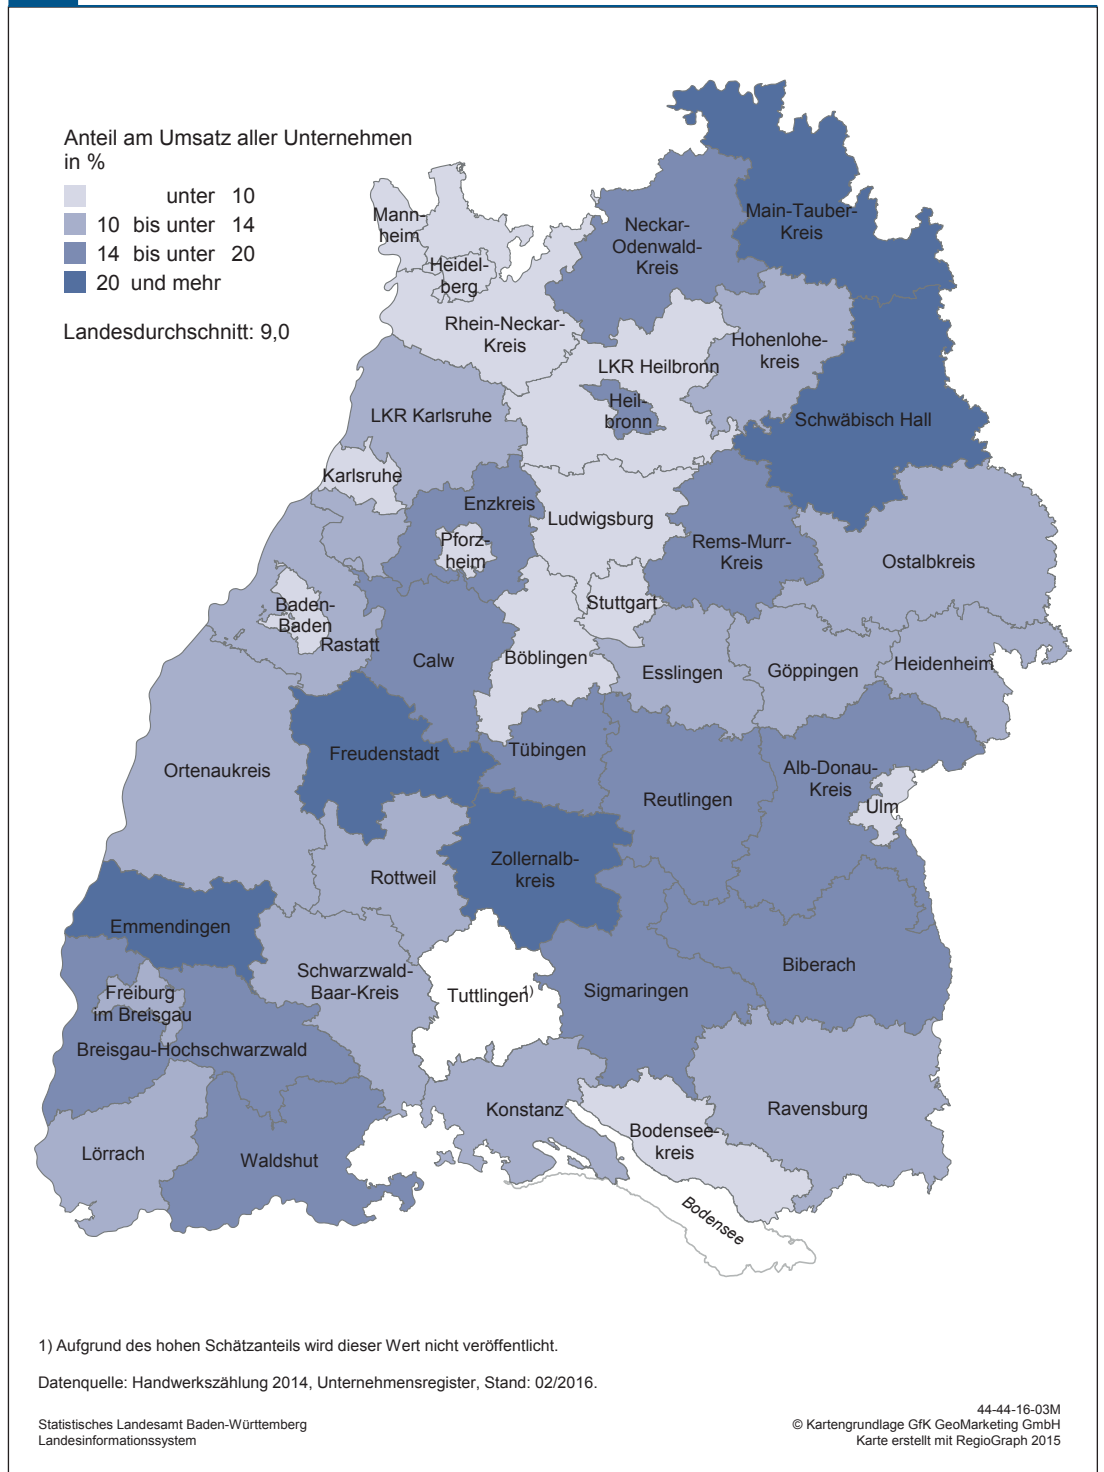 Anteil am Umsatz aller Unternehmen
in %
unter 10
10 bis unter 14
14 bis unter 20
20 und mehr
Landesdurchschnitt: 9,0
Mann-
heim
Heidel-
berg
Rhein-Neckar-
Kreis
Neckar-
Odenwald-
Kreis
Main-Tauber-
Kreis
Hohenlohe-
kreis
LKR Heilbronn
Heil-
bronn
Schwäbisch Hall
LKR Karlsruhe
Karlsruhe
Enzkreis
Pforz-
heim
Ludwigsburg
Rems-Murr-
Kreis
Ostalbkreis
Baden-
Baden
Rastatt
Calw
Böblingen
Stuttgart
Esslingen
Göppingen
Heidenheim
Ortenaukreis
Freudenstadt
Tübingen
Reutlingen
Alb-Donau-
Kreis
Ulm
Rottweil
Zollernalb-
kreis
Emmendingen
Freiburg
im Breisgau
Breisgau-Hochschwarzwald
Schwarzwald-
Baar-Kreis
Tuttlingen1)
Sigmaringen
Biberach
Lörrach
Waldshut
Konstanz
Bodensee-
kreis
Ravensburg
Bodensee
1) Aufgrund des hohen Schätzanteils wird dieser Wert nicht veröffentlicht.
Datenquelle: Handwerkszählung 2014, Unternehmensregister, Stand: 02/2016.
Statistisches Landesamt Baden-Württemberg
Landesinformationssystem
44-44-16-03M
© Kartengrundlage GfK GeoMarketing GmbH
Karte erstellt mit RegioGraph 2015